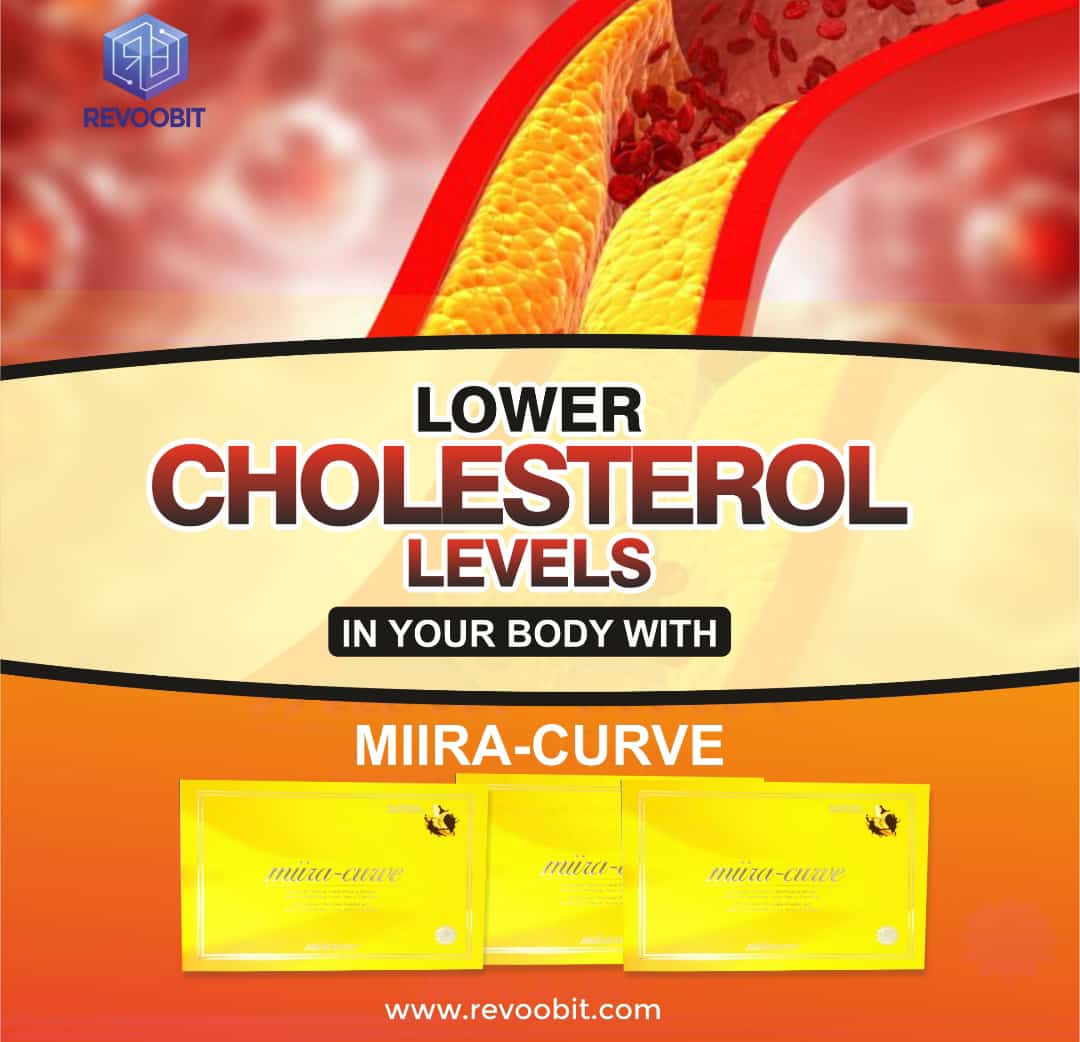 REVOOBIT
LOWER
CHOLESTEROL
LEVELS
IN YOUR BODY WITH
MIIRA-CURVE
miira-curve
miira-c
miira-curve
www.revoobit.com